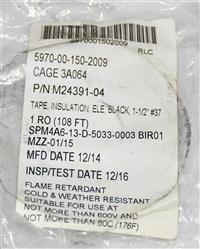 5970001502009
RLC
5970-00-150-2009
CAGE 3A064
P/N M24391-04
TAPE, INSULATION, ELE, BLACK, 1-1/2" #37
1 RO (108 FT)
SPM4A6-13-D-5033-0003 BIR01
MZZ-01/15
MFD DATE 12/14
INSP/TEST DATE 12/16
FLAME RETARDANT
COLD & WEATHER RESISTANT
SUITABLE FOR USE AT
NOT MORE THAN 600V AND
NOT MORE THAN 80C (176F)